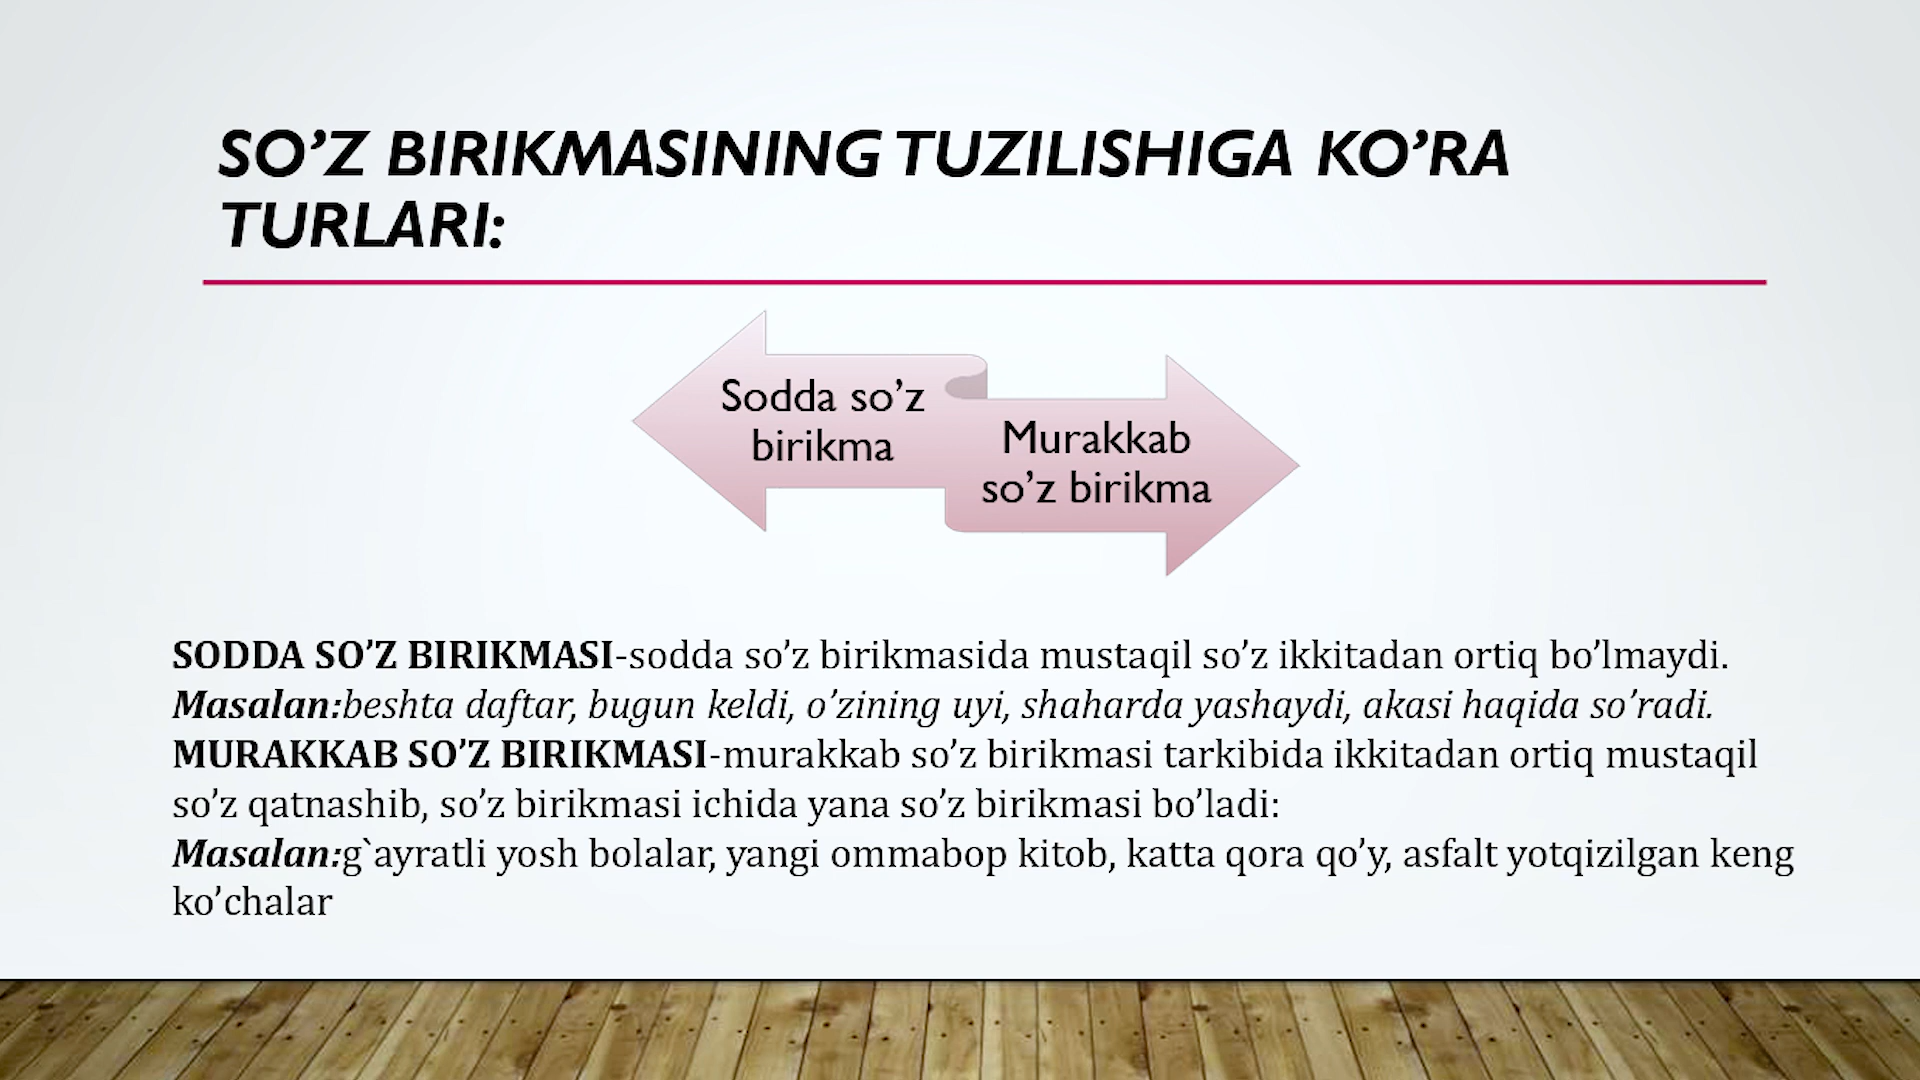 SO’Z BIRIKMASINING TUZILISHIGA KO’RA
TURLARI:
Sodda so’z
birikma
Murakkab
so’z birikma
SODDA SO’Z BIRIKMASI-sodda so’z birikmasida mustaqil so’z ikkitadan ortiq bo’lmaydi.
Masalan:beshta daftar, bugun keldi, o’zining uyi, shaharda yashaydi, akasi haqida so’radi.
MURAKKAB SO’Z BIRIKMASI-murakkab so’z birikmasi tarkibida ikkitadan ortiq mustaqil
so’z qatnashib, so’z birikmasi ichida yana so’z birikmasi bo’ladi:
Masalan:g`ayratli yosh bolalar, yangi ommabop kitob, katta qora qo’y, asfalt yotqizilgan keng
ko’chalar